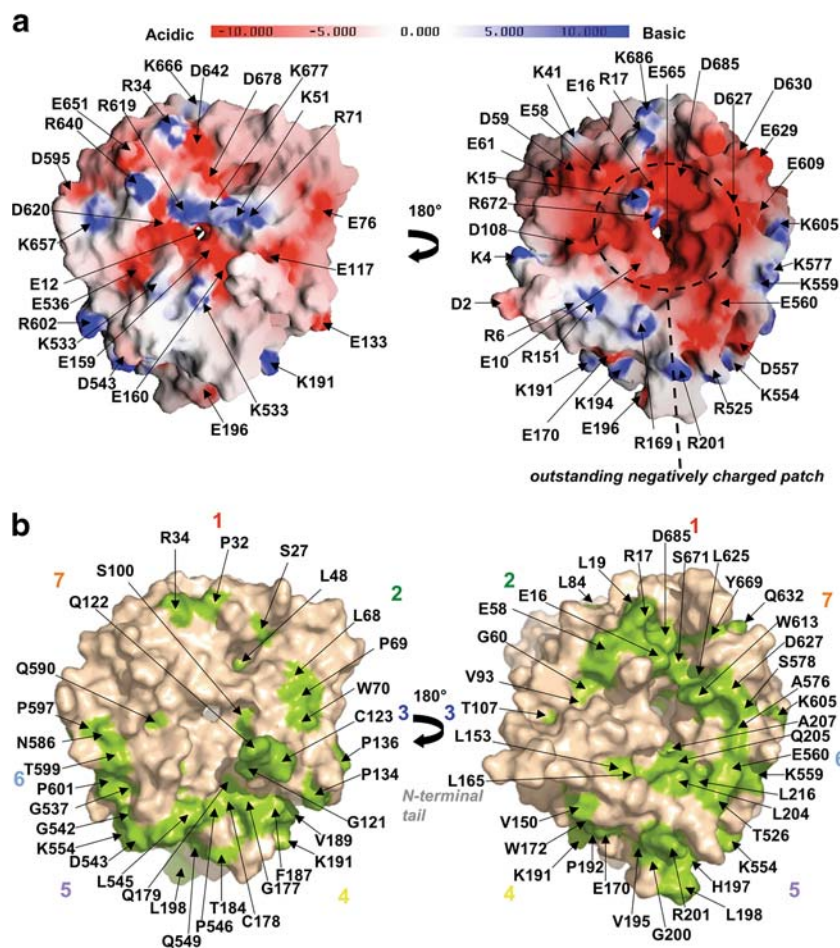 a
Acidic -10.000 -5.000 0.000 5.000 10.000 Basic
K666 D642
R34 D678 K677
E651 R619 K51
R640 R71
D595
D620 E76
K657
E12 E117
E536
R602
K533 E133
E159
D543 K191
E160 K533
E196
180°
K686 E565 D685
K41 R17 D630
E58 E16 D627
D59 E629
E61 E609
K15
R672 K605
D108
K4 K577
K559
D2 E560
R6
E10 R151 D557
K191 K554
K194 R525
E170 E196 R201
R169
outstanding negatively charged patch
b
1
R34 P32
7 S100 S27
Q122 L48 2
L68
P69
Q590 W70
P597 C123 3
N586 P136
T599
6 P134
P601
G537 G121
G542
K554 V189
D543 K191
L545 F187
Q179 G177
5 L198 P546 T184 C178 4
Q549
180°
1
D685
L19 R17 S671 L625
2 L84 E16 Y669 7
E58 Q632
G60 W613
D627
V93 S578
A576
3 T107 K605
L153 A207
Q205
E560 6
L165 K559
N-terminal
tail
L216
L204
V150 T526
W172
K191 P192 K554
4 E170 H197 5
V195 R201 L198
G200